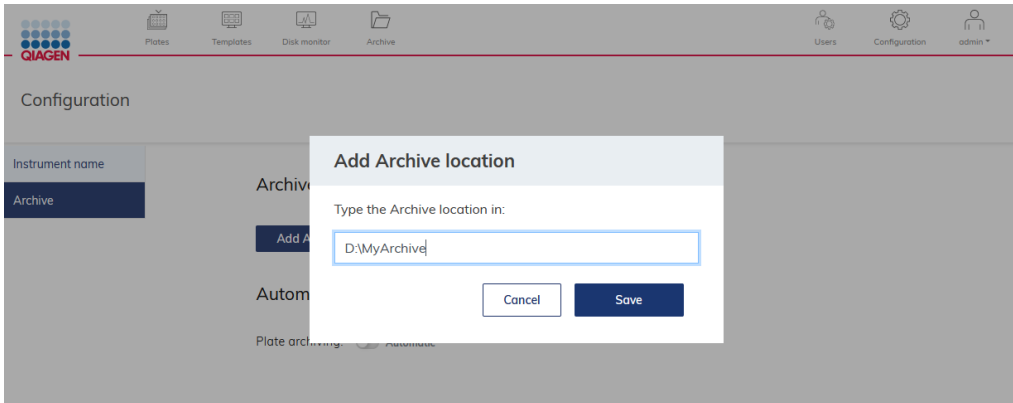 QIAGEN
Plates Templates Disk monitor Archive Users Configuration admin
Configuration
Instrument name
Archive
Archiv
Add A
Autom
Plate archiving: Automatic
Add Archive location
Type the Archive location in:
D:\MyArchive
Cancel Save